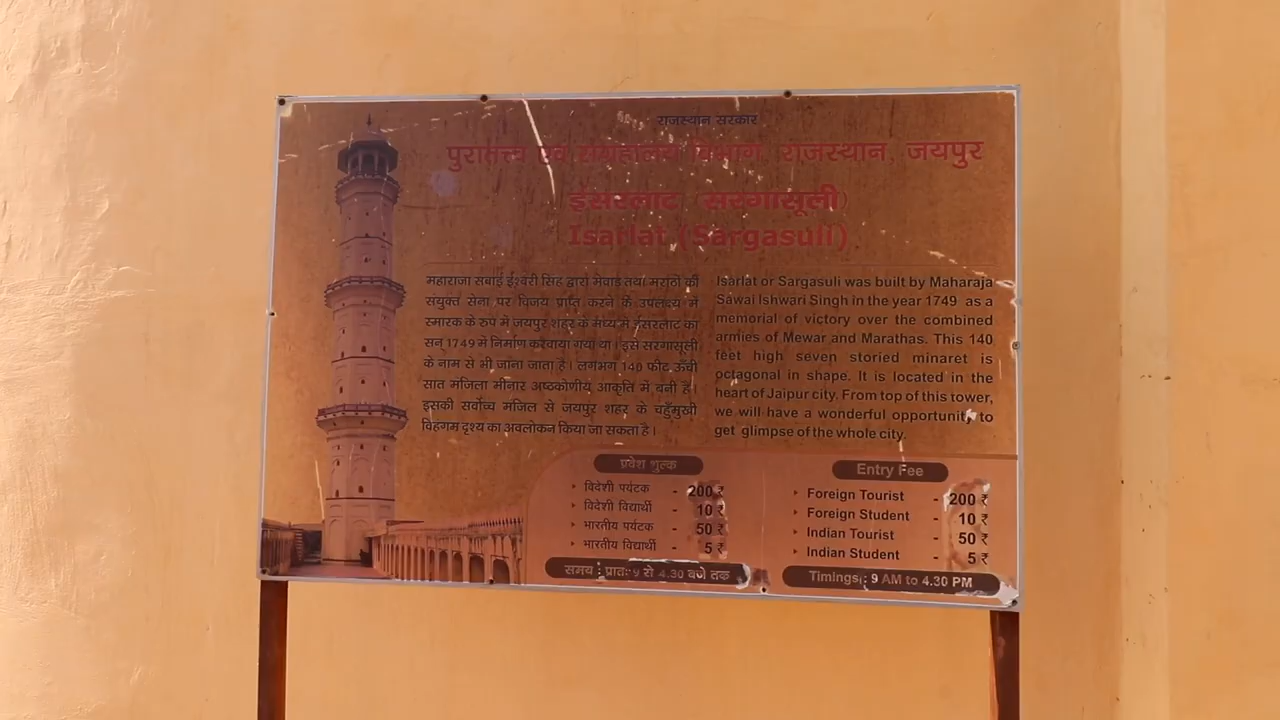 राजस्थान सरकार
पुरातत्त्व एवं संग्रहालय विभाग, राजस्थान, जयपुर
ईसरलाट (सरगासूली)
Isarlat (Sargasuli)
महाराजा सवाई ईश्वरी सिंह द्वारा मेवाड़ तथा मराठों की
संयुक्त सेना पर विजय प्राप्त करने के उपलक्ष्य में
स्मारक के रुप में जयपुर शहर के मध्य में ईसरलाट का
सन् 1749 में निर्माण करवाया गया था। इसे सरगासूली
के नाम से भी जाना जाता है। लगभग 140 फीट ऊँची
सात मंजिला मीनार अष्ठकोणीय आकृति में बनी है।
इसकी सर्वोच्च मंजिल से जयपुर शहर के चहुँमुखी
विहंगम दृश्य का अवलोकन किया जा सकता है।
Isarlat or Sargasuli was built by Maharaja
Sawai Ishwari Singh in the year 1749 as a
memorial of victory over the combined
armies of Mewar and Marathas. This 140
feet high seven storied minaret is
octagonal in shape. It is located in the
heart of Jaipur city. From top of this tower,
we will have a wonderful opportunity to
get glimpse of the whole city.
प्रवेश शुल्क
विदेशी पर्यटक - 200 ₹
विदेशी विद्यार्थी - 10 ₹
भारतीय पर्यटक - 50 ₹
भारतीय विद्यार्थी - 5 ₹
समय : प्रातः 9 से 4.30 बजे तक
Entry Fee
Foreign Tourist - 200 ₹
Foreign Student - 10 ₹
Indian Tourist - 50 ₹
Indian Student - 5 ₹
Timings : 9 AM to 4.30 PM